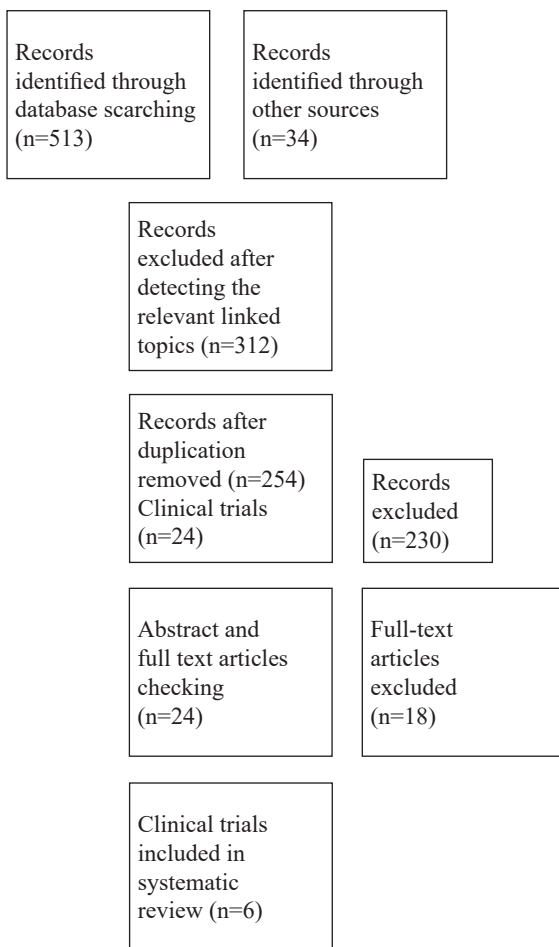 Records
identified through
database searching
(n=513)
Records
identified through
other sources
(n=34)
Records
excluded after
detecting the
relevant linked
topics (n=312)
Records after
duplication
removed (n=254)
Clinical trials
(n=24)
Records
excluded
(n=230)
Abstract and
full text articles
checking
(n=24)
Full-text
articles
excluded
(n=18)
Clinical trials
included in
systematic
review (n=6)